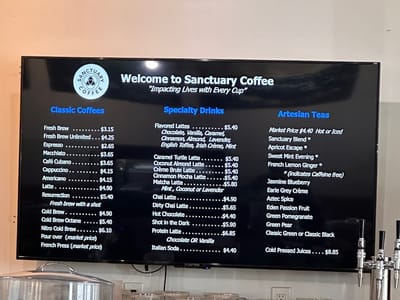 SANCTUARY
COFFEE
Welcome to Sanctuary Coffee
"Impacting Lives with Every Cup"
Classic Coffees
Fresh Brew ............ $3.15
Fresh Brew Unlimited ... $4.25
Espresso ............... $2.65
Macchiato .............. $3.65
Café Cubano ............ $3.65
Cappuccino ............. $4.15
Americano .............. $4.15
Latte .................. $4.90
Resurrection ........... $5.40
Fresh brew with a shot
Cold Brew .............. $4.90
Cold Brew Octane ....... $5.40
Nitro Cold Brew ........ $6.10
Pour over (market price)
French Press (market price)
Specialty Drinks
Flavored Lattes ......... $5.40
Chocolate, Vanilla, Caramel,
Cinnamon, Almond, Lavender,
English Toffee, Irish Crème, Mint
Caramel Turtle Latte ..... $5.40
Coconut Almond Latte ..... $5.40
Crème Brule Latte ........ $5.40
Cinnamon Mocha Latte ..... $5.40
Matcha Latte ............. $5.80
Mint, Coconut or Lavender
Chai Latte ............... $4.90
Dirty Chai Latte ......... $5.65
Hot Chocolate ............ $4.40
Shot in the Dark ......... $5.90
Protein Latte ............ $6.85
Chocolate OR Vanilla
Italian Soda ............. $4.40
Artesian Teas
Market Price $4.40 Hot or Iced
Sanctuary Blend *
Apricot Escape *
Sweet Mint Evening *
French Lemon Ginger *
* (indicates Caffeine free)
Jasmine Blueberry
Earle Grey Crème
Aztec Spice
Eden Passion Fruit
Green Pomegranate
Green Pear
Classic Green or Classic Black
Cold Pressed Juices .... $8.85